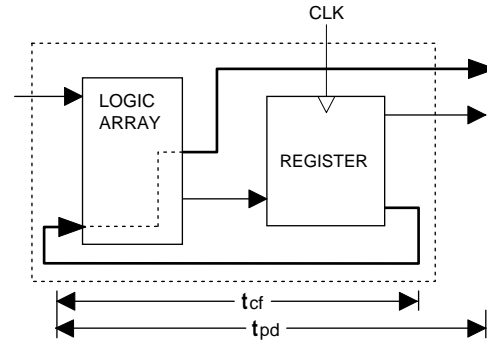 CLK
LOGIC
ARRAY
REGISTER
tcf
tpd